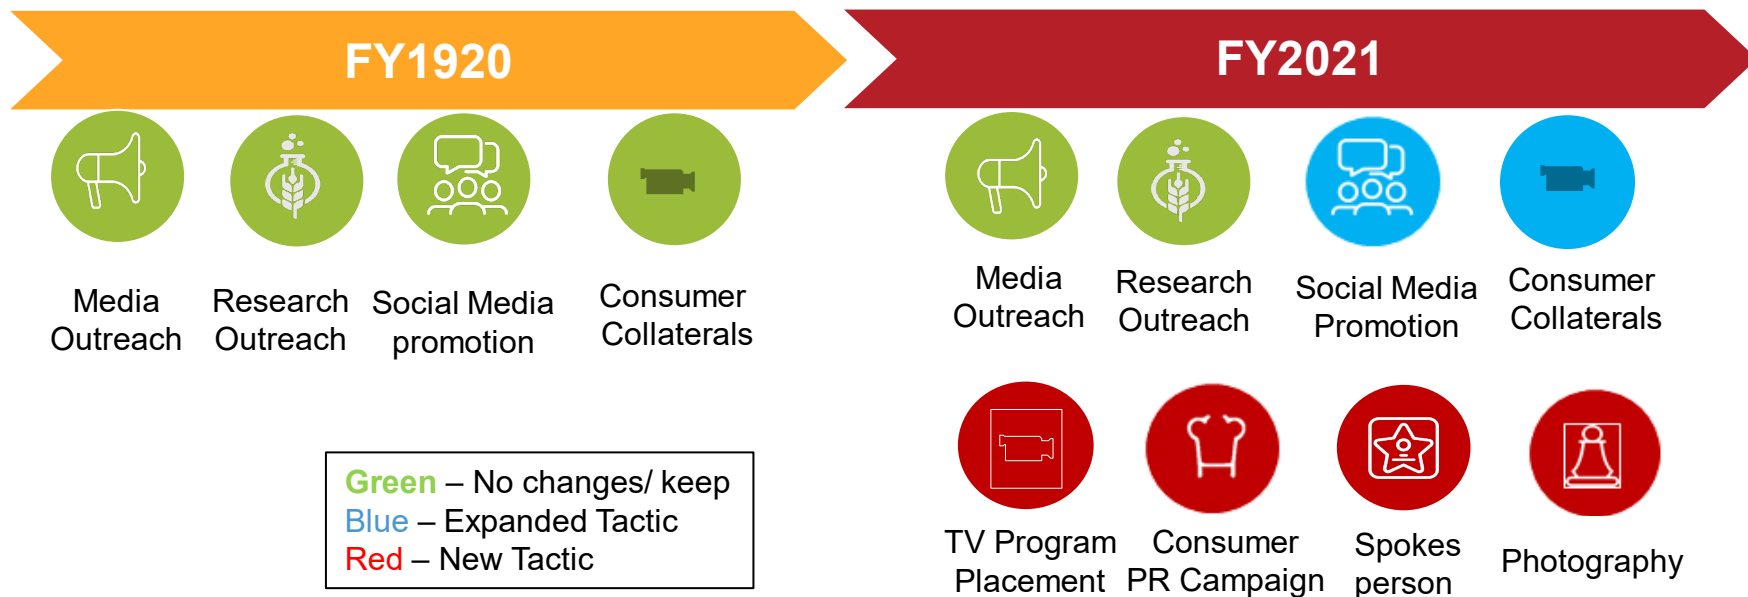 FY1920
FY2021
Media
Outreach
Research
Outreach
Social Media
promotion
Consumer
Collaterals
Media
Outreach
Research
Outreach
Social Media
Promotion
Consumer
Collaterals
Green – No changes/ keep
Blue – Expanded Tactic
Red – New Tactic
TV Program
Placement
Consumer
PR Campaign
Spokes
person
Photography